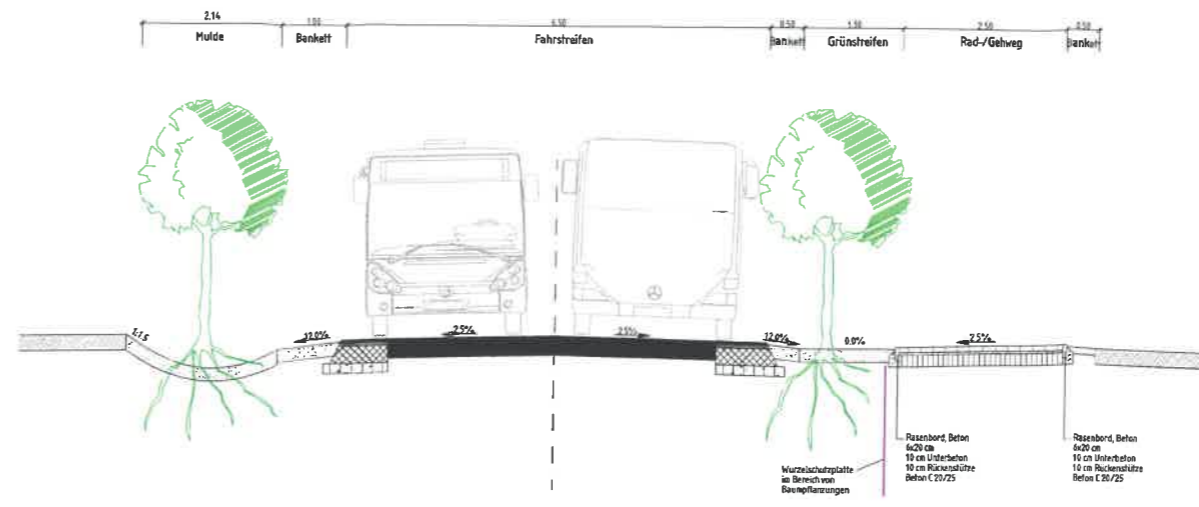 2.14
1.00
6.50
0.50
1.50
2.50
0.50
Mulde
Bankett
Fahrstreifen
Bankett
Grünstreifen
Rad-/Gehweg
Bankett
1:1.5
12.0%
2.5%
2.5%
12.0%
0.0%
2.5%
Wurzelschutzplatte
im Bereich von
Baumpflanzungen
Rasenbord, Beton
6x20 cm
10 cm Unterbeton
10 cm Rückenstütze
Beton C 20/25
Rasenbord, Beton
6x20 cm
10 cm Unterbeton
10 cm Rückenstütze
Beton C 20/25